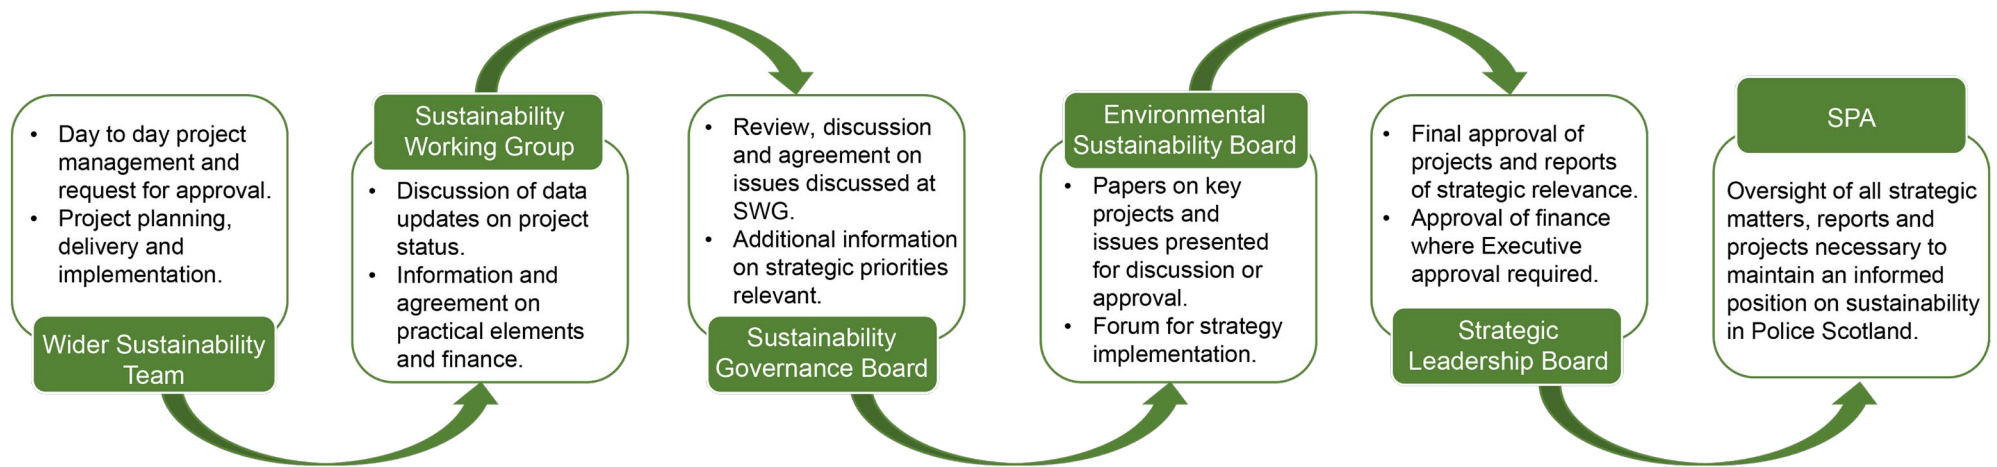 • Day to day project
management and
request for approval.
• Project planning,
delivery and
implementation.
Wider Sustainability
Team
Sustainability
Working Group
• Discussion of data
updates on project
status.
• Information and
agreement on
practical elements
and finance.
• Review, discussion
and agreement on
issues discussed at
SWG.
• Additional information
on strategic priorities
relevant.
Sustainability
Governance Board
Environmental
Sustainability Board
• Papers on key
projects and
issues presented
for discussion or
approval.
• Forum for strategy
implementation.
• Final approval of
projects and reports
of strategic relevance.
• Approval of finance
where Executive
approval required.
Strategic
Leadership Board
SPA
Oversight of all strategic
matters, reports and
projects necessary to
maintain an informed
position on sustainability
in Police Scotland.